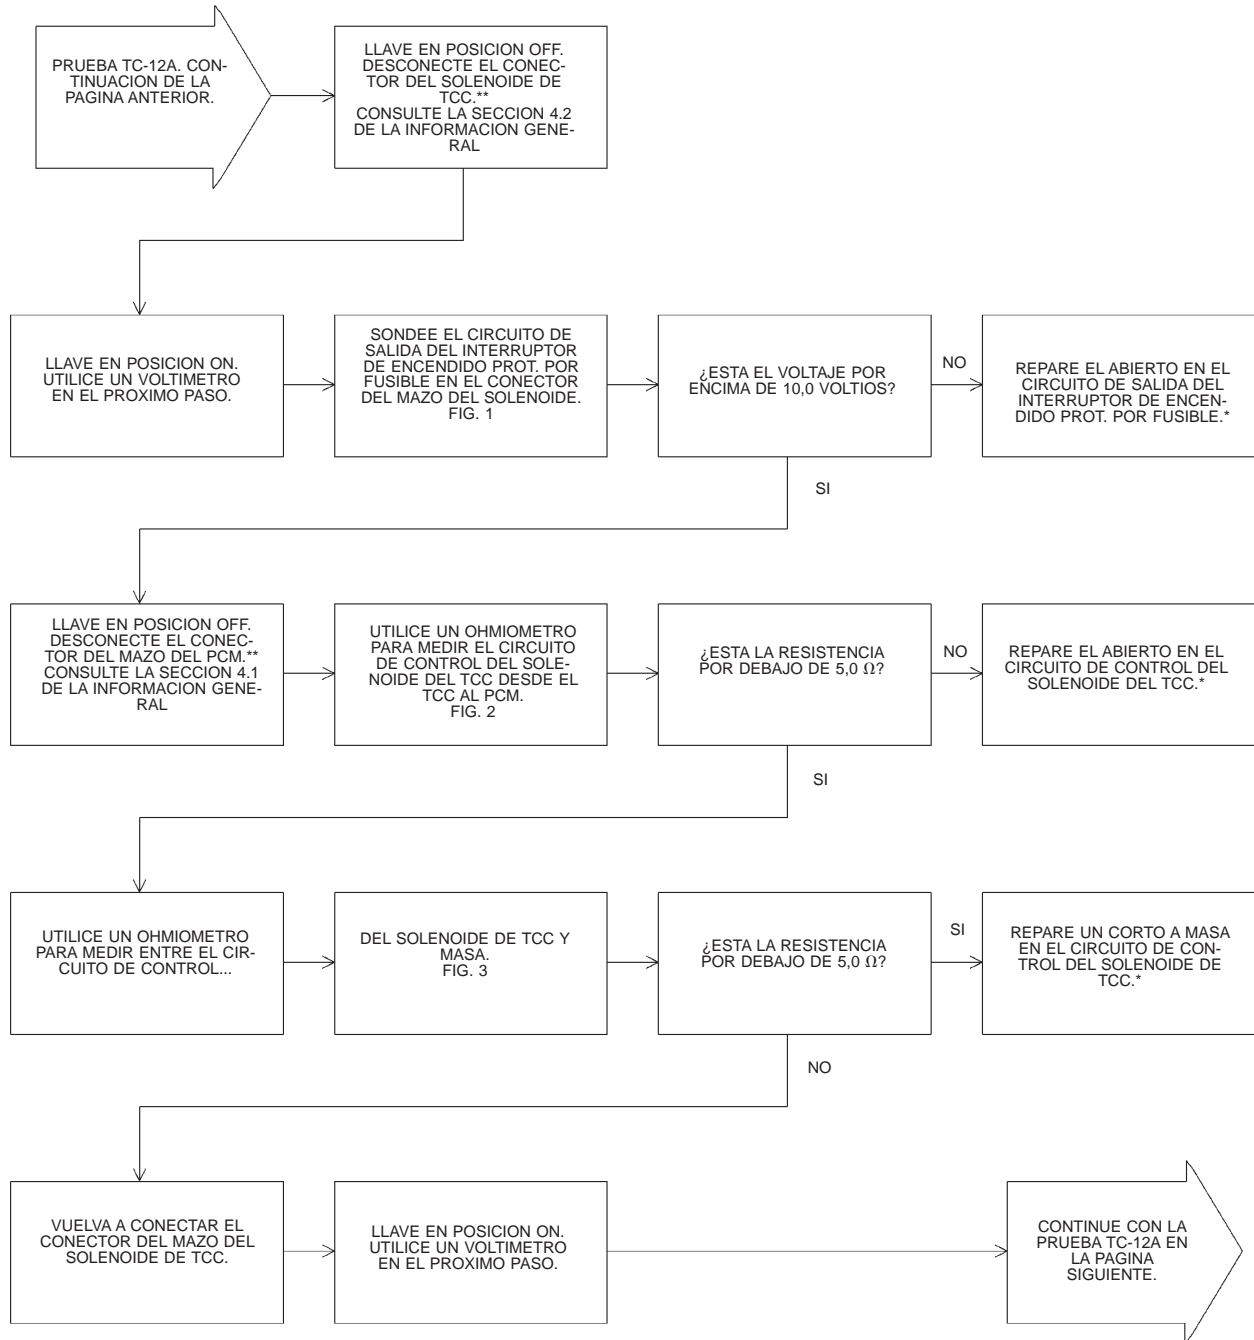 PRUEBA TC-12A. CON-
TINUACION DE LA
PAGINA ANTERIOR.
LLAVE EN POSICION OFF.
DESCONECTE EL CONEC-
TOR DEL SOLENOIDE DE
TCC.**
CONSULTE LA SECCION 4.2
DE LA INFORMACION GENE-
RAL
LLAVE EN POSICION ON.
UTILICE UN VOLTIMETRO
EN EL PROXIMO PASO.
SONDEE EL CIRCUITO DE
SALIDA DEL INTERRUPTOR
DE ENCENDIDO PROT. POR
FUSIBLE EN EL CONECTOR
DEL MAZO DEL SOLENOIDE.
FIG. 1
¿ESTA EL VOLTAJE POR
ENCIMA DE 10,0 VOLTIOS?
NO
REPARE EL ABIERTO EN EL
CIRCUITO DE SALIDA DEL
INTERRUPTOR DE ENCEN-
DIDO PROT. POR FUSIBLE.*
SI
LLAVE EN POSICION OFF.
DESCONECTE EL CONEC-
TOR DEL MAZO DEL PCM.**
CONSULTE LA SECCION 4.1
DE LA INFORMACION GENE-
RAL
UTILICE UN OHMIOMETRO
PARA MEDIR EL CIRCUITO
DE CONTROL DEL SOLE-
NOIDE DEL TCC DESDE EL
TCC AL PCM.
FIG. 2
¿ESTA LA RESISTENCIA
POR DEBAJO DE 5,0 Ω?
NO
REPARE EL ABIERTO EN EL
CIRCUITO DE CONTROL DEL
SOLENOIDE DEL TCC.*
SI
UTILICE UN OHMIOMETRO
PARA MEDIR ENTRE EL CIR-
CUITO DE CONTROL...
DEL SOLENOIDE DE TCC Y
MASA.
FIG. 3
¿ESTA LA RESISTENCIA
POR DEBAJO DE 5,0 Ω?
SI
REPARE UN CORTO A MASA
EN EL CIRCUITO DE CON-
TROL DEL SOLENOIDE DE
TCC.*
NO
VUELVA A CONECTAR EL
CONECTOR DEL MAZO DEL
SOLENOIDE DE TCC.
LLAVE EN POSICION ON.
UTILICE UN VOLTIMETRO
EN EL PROXIMO PASO.
CONTINUE CON LA
PRUEBA TC-12A EN
LA PAGINA
SIGUIENTE.